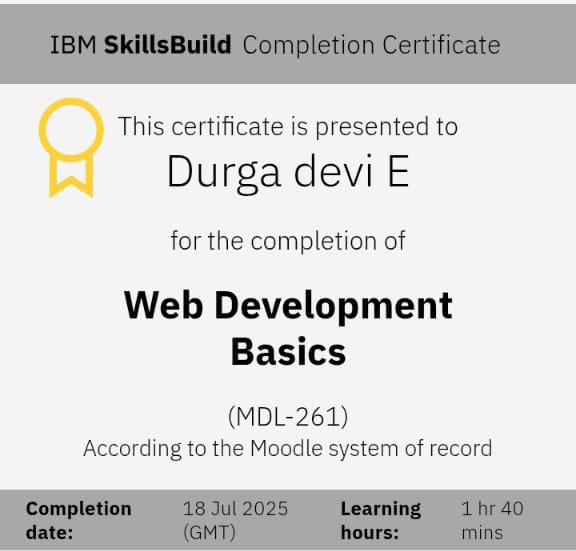 IBM SkillsBuild Completion Certificate
This certificate is presented to
Durga devi E
for the completion of
Web Development
Basics
(MDL-261)
According to the Moodle system of record
Completion date:
18 Jul 2025 (GMT)
Learning hours:
1 hr 40 mins